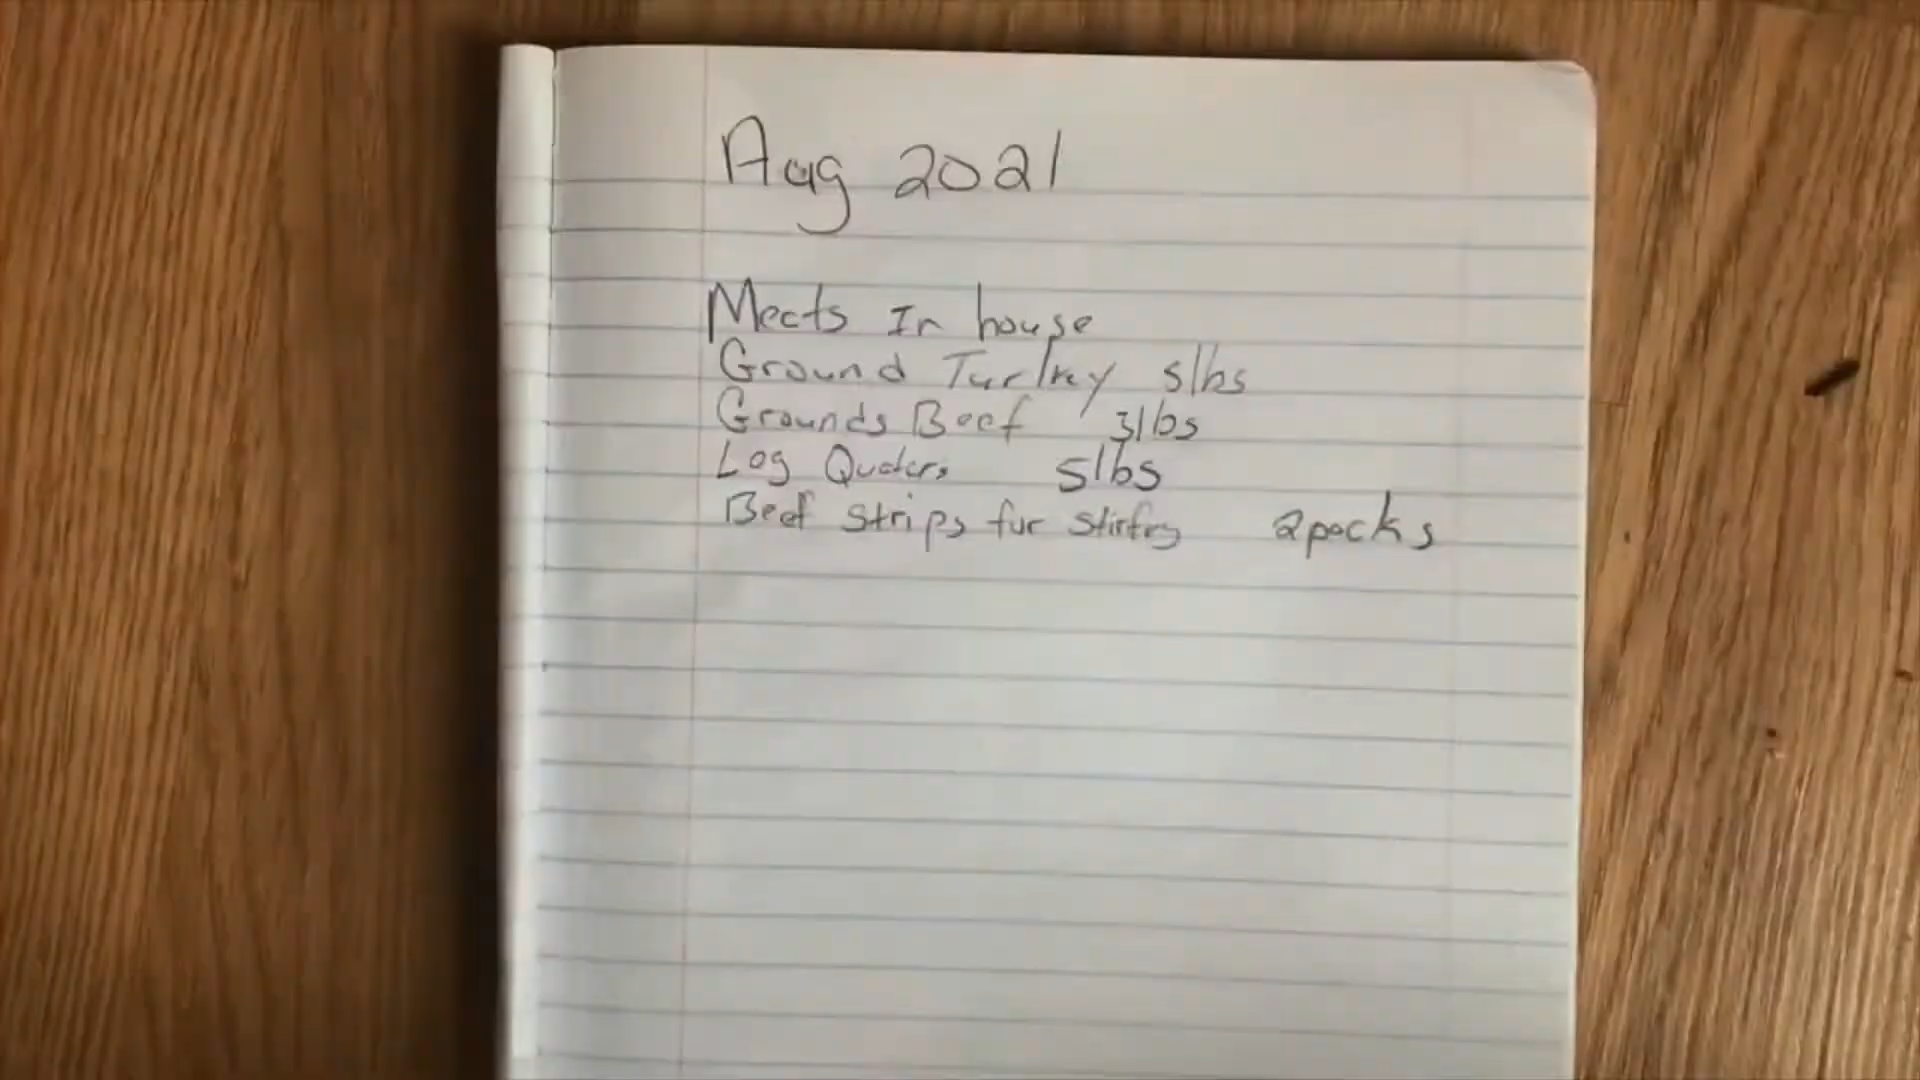 Aug 2021
Meats In house
Ground Turkey 5lbs
Grounds Beef 3lbs
Leg Quaters 5lbs
Beef Strips for Stirfry 2packs